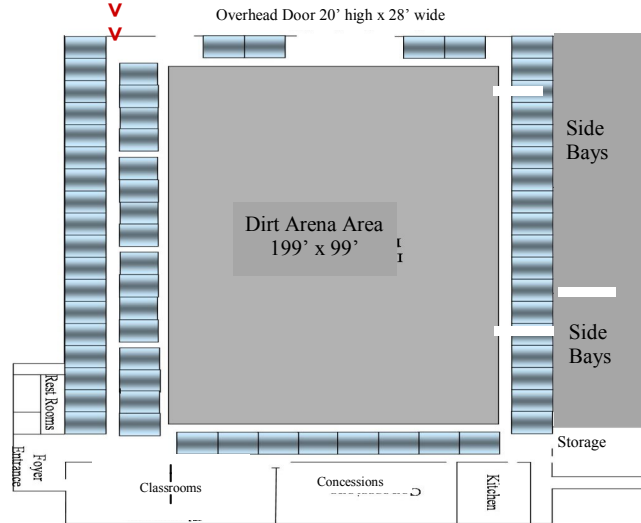 Overhead Door 20’ high x 28’ wide
Side
Bays
Dirt Arena Area
199’ x 99’
Side
Bays
Rest Rooms
Storage
Foyer
Entrance
Classrooms
Concessions
Kitchen